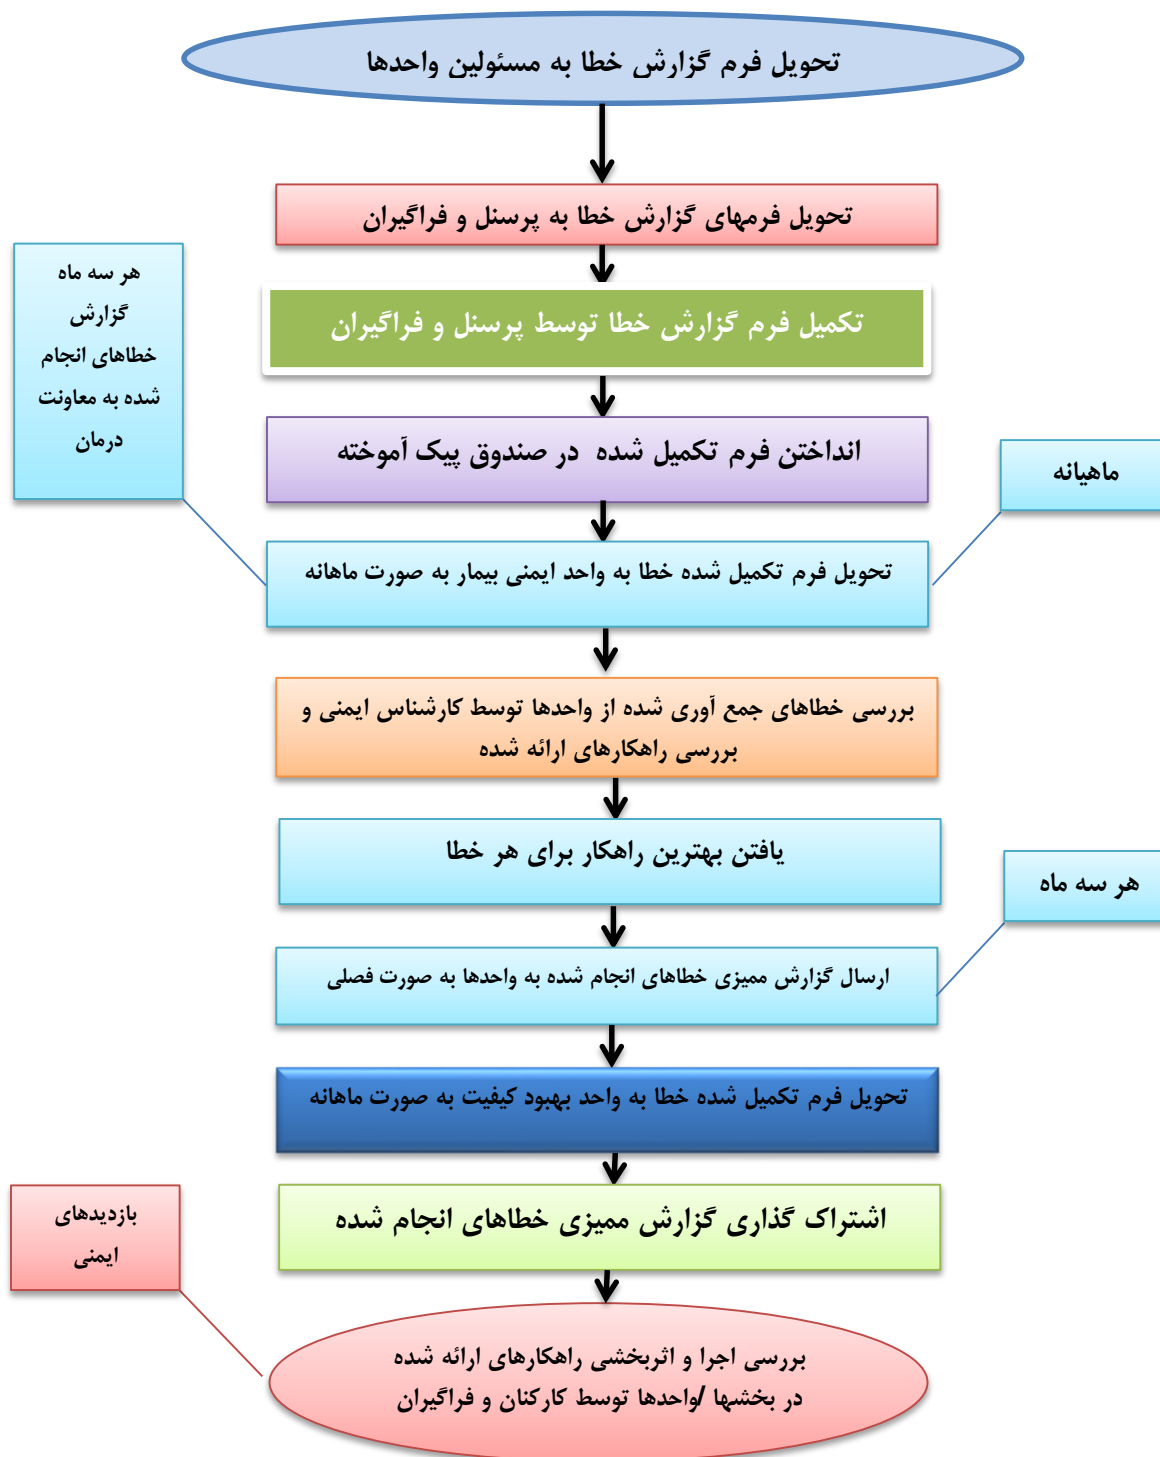 تحویل فرم گزارش خطا به مسئولین واحدها
تحویل فرمهای گزارش خطا به پرسنل و فراگیران
هر سه ماه
گزارش
خطاهای انجام
شده به معاونت
درمان
تکمیل فرم گزارش خطا توسط پرسنل و فراگیران
انداختن فرم تکمیل شده در صندوق پیک آموخته
ماهیانه
تحویل فرم تکمیل شده خطا به واحد ایمنی بیمار به صورت ماهانه
بررسی خطاهای جمع آوری شده از واحدها توسط کارشناس ایمنی و
بررسی راهکارهای ارائه شده
یافتن بهترین راهکار برای هر خطا
هر سه ماه
ارسال گزارش ممیزی خطاهای انجام شده به واحدها به صورت فصلی
تحویل فرم تکمیل شده خطا به واحد بهبود کیفیت به صورت ماهانه
اشتراک گذاری گزارش ممیزی خطاهای انجام شده
بازدیدهای
ایمنی
بررسی اجرا و اثربخشی راهکارهای ارائه شده
در بخشها /واحدها توسط کارکنان و فراگیران